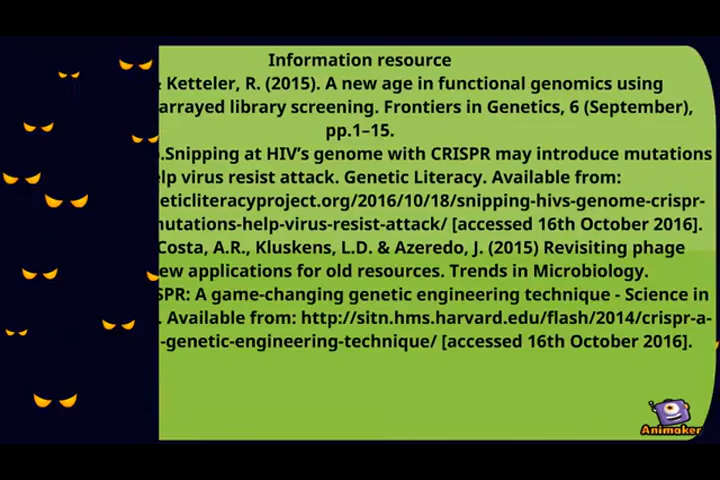 Information resource
Ketteler, R. (2015). A new age in functional genomics using
arrayed library screening. Frontiers in Genetics, 6 (September),
pp.1–15.
.Snipping at HIV's genome with CRISPR may introduce mutations
virus resist attack. Genetic Literacy. Available from:
eticliteracyproject.org/2016/10/18/snipping-hivs-genome-crispr-
mutations-help-virus-resist-attack/ [accessed 16th October 2016].
Costa, A.R., Kluskens, L.D. & Azeredo, J. (2015) Revisiting phage
applications for old resources. Trends in Microbiology.
SPR: A game-changing genetic engineering technique - Science in
. Available from: http://sitn.hms.harvard.edu/flash/2014/crispr-a-
-genetic-engineering-technique/ [accessed 16th October 2016].
Animaker